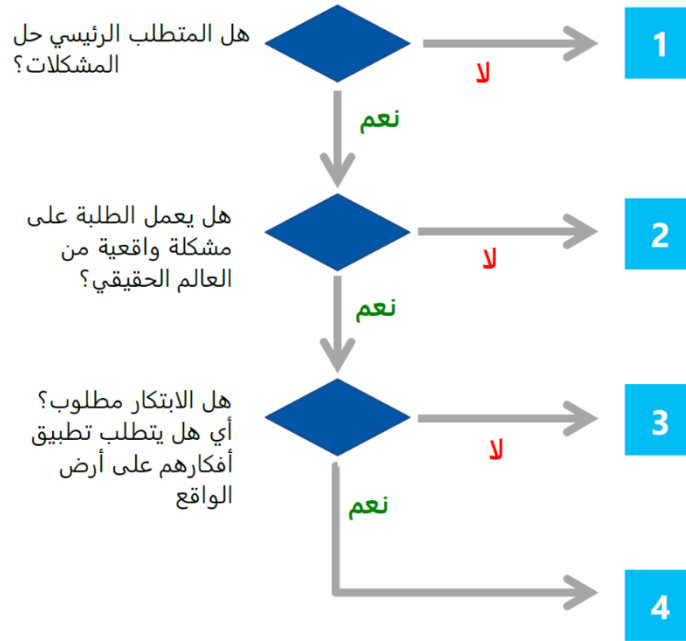 هل المتطلب الرئيسي حل
المشكلات؟
لا
1
نعم
هل يعمل الطلبة على
مشكلة واقعية من
العالم الحقيقي؟
لا
2
نعم
هل الابتكار مطلوب؟
أي هل يتطلب تطبيق
أفكارهم على أرض
الواقع
لا
3
نعم
4